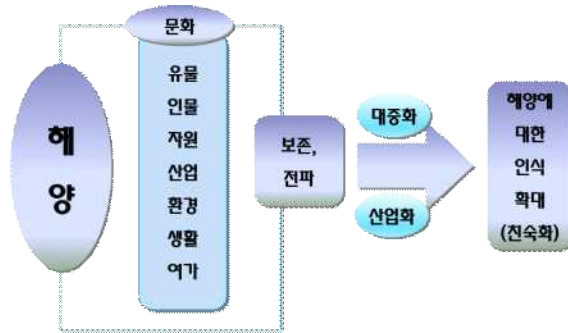 해
양
문화
유물
인물
자원
산업
환경
생활
여가
보존,
전파
대중화
산업화
해양에
대한
인식
확대
(친숙화)